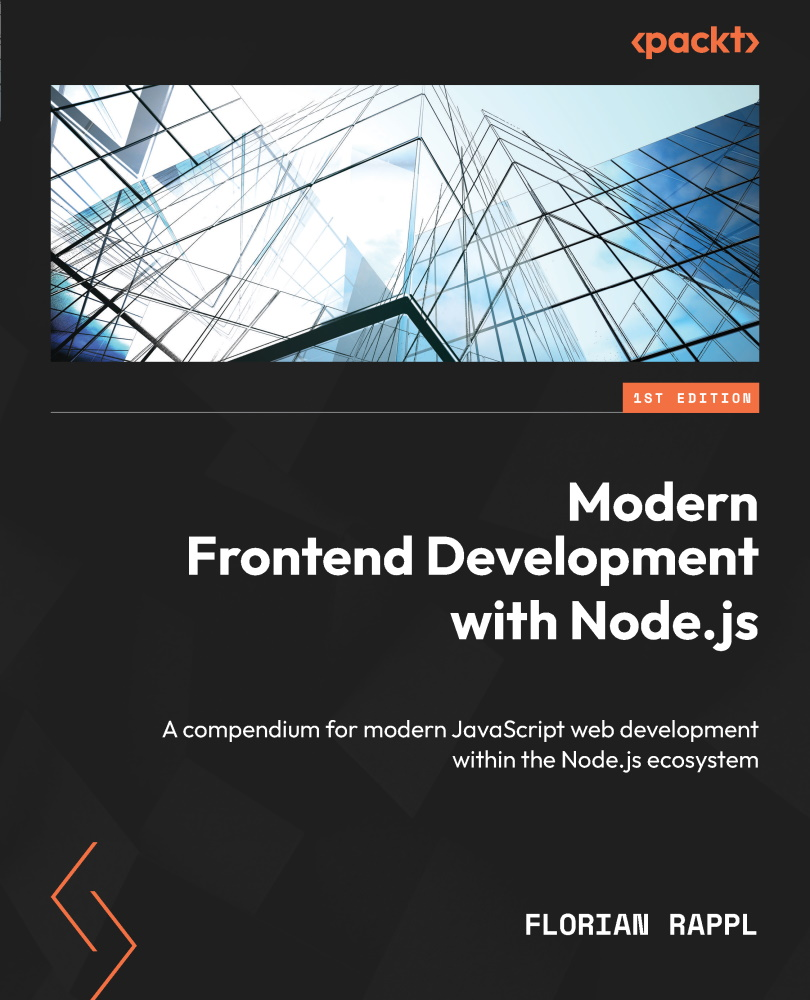 <packt>
1ST EDITION
Modern
Frontend Development
with Node.js
A compendium for modern JavaScript web development
within the Node.js ecosystem
FLORIAN RAPPL